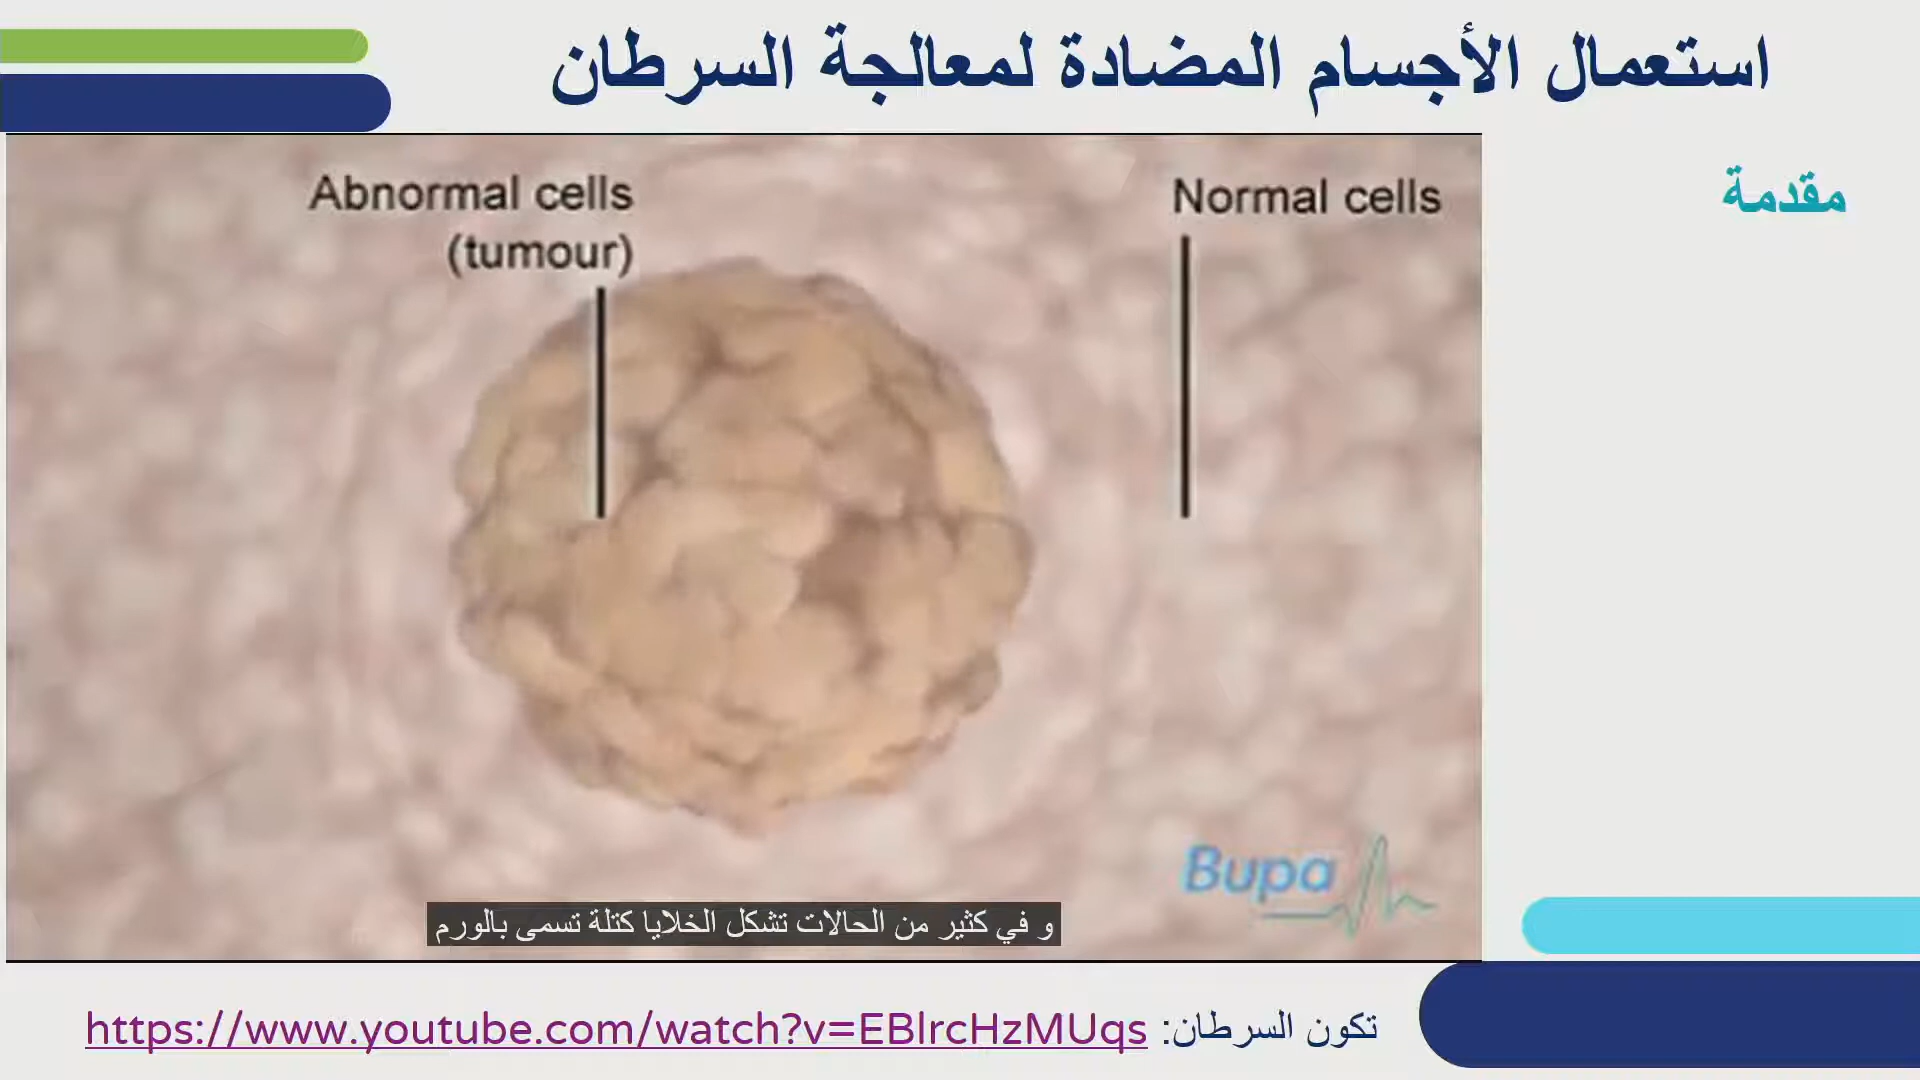 استعمال الأجسام المضادة لمعالجة السرطان
مقدمة
Abnormal cells
(tumour)
Normal cells
Bupa
و في كثير من الحالات تشكل الخلايا كتلة تسمى بالورم
تكون السرطان: https://www.youtube.com/watch?v=EBlrcHzMUqs